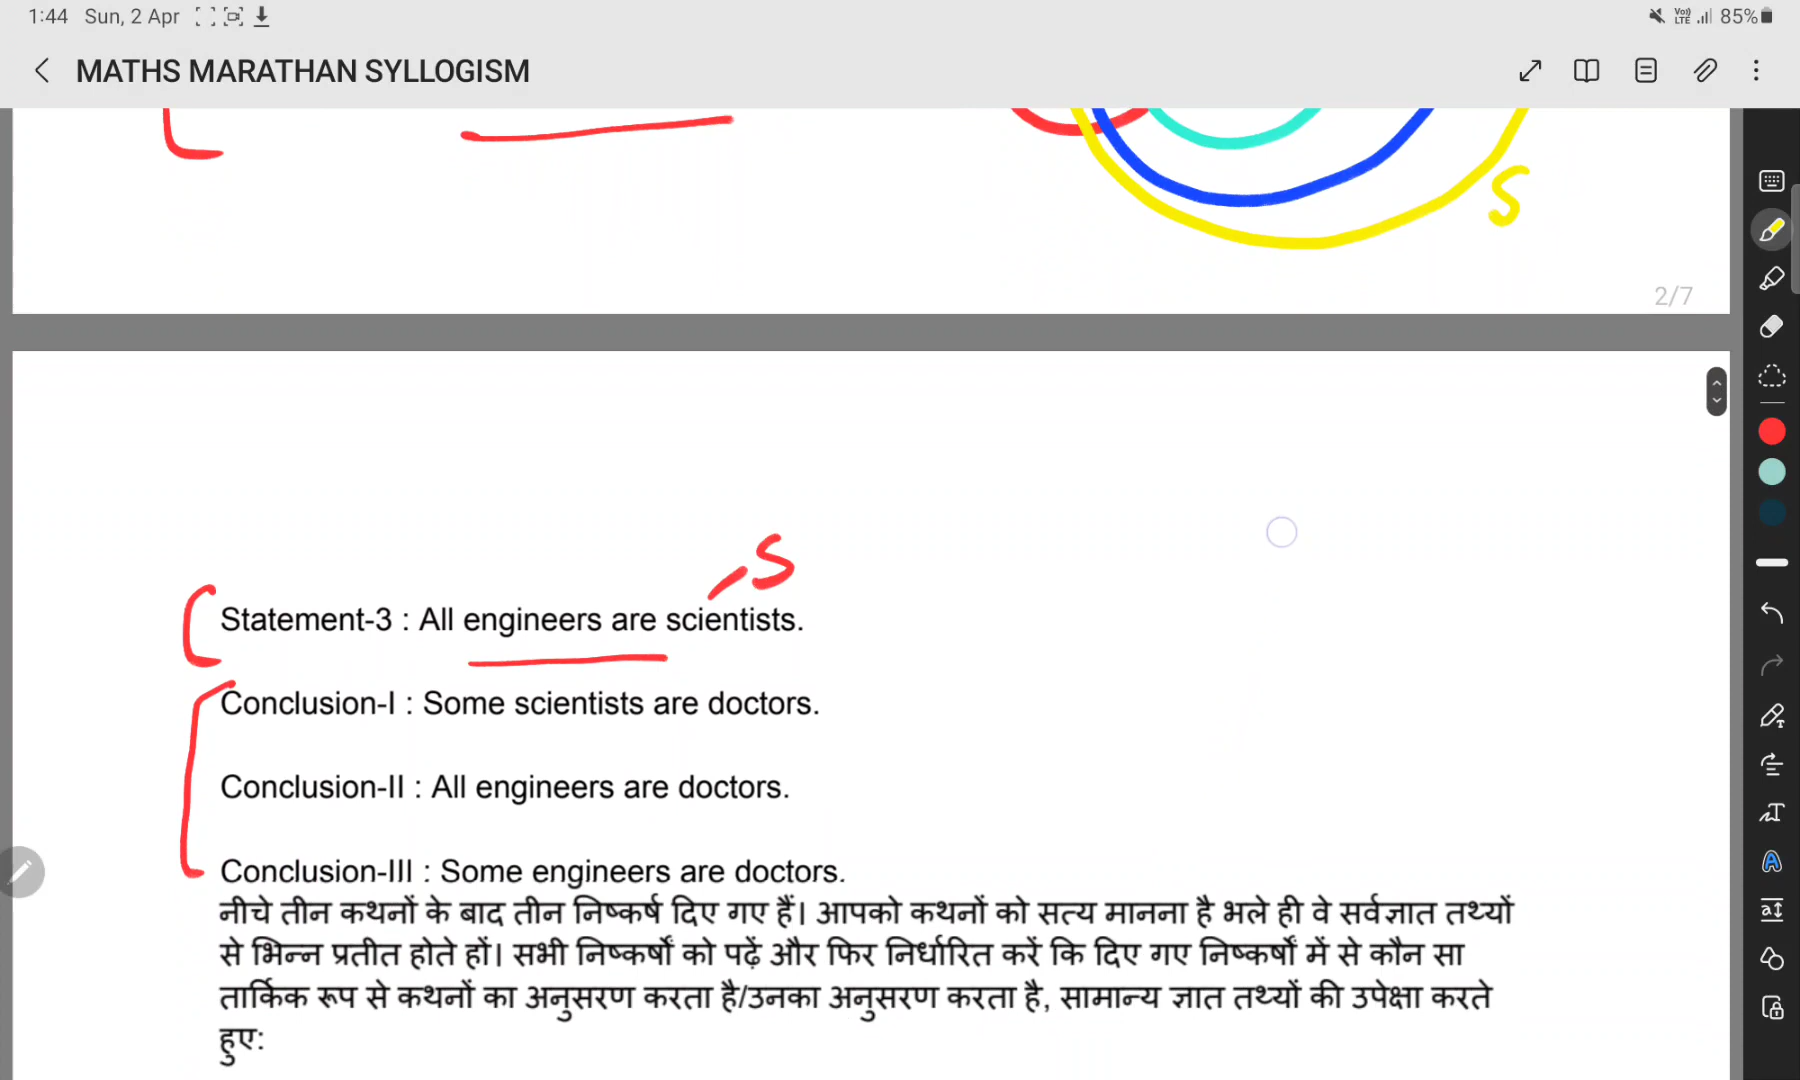 1:44 Sun, 2 Apr 85%
MATHS MARATHAN SYLLOGISM
S
2/7
S
Statement-3 : All engineers are scientists.
Conclusion-I : Some scientists are doctors.
Conclusion-II : All engineers are doctors.
Conclusion-III : Some engineers are doctors.
नीचे तीन कथनों के बाद तीन निष्कर्ष दिए गए हैं। आपको कथनों को सत्य मानना है भले ही वे सर्वज्ञात तथ्यों
से भिन्न प्रतीत होते हों। सभी निष्कर्षों को पढ़ें और फिर निर्धारित करें कि दिए गए निष्कर्षों में से कौन सा
तार्किक रूप से कथनों का अनुसरण करता है/उनका अनुसरण करता है, सामान्य ज्ञात तथ्यों की उपेक्षा करते
हुए: